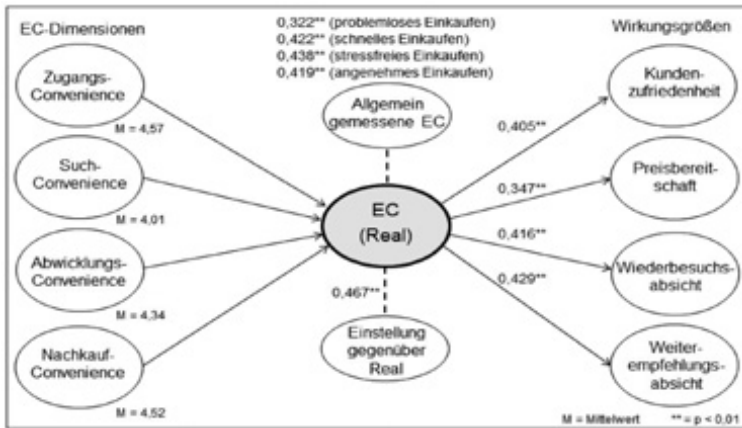 EC-Dimensionen
0,322** (problemloses Einkaufen)
0,422** (schnelles Einkaufen)
0,438** (stressfreies Einkaufen)
0,419** (angenehmes Einkaufen)
Wirkungsgrößen
Zugangs-
Convenience
M = 4,57
Such-
Convenience
M = 4,01
Abwicklungs-
Convenience
M = 4,34
Nachkauf-
Convenience
M = 4,52
Allgemein
gemessene EC
EC
(Real)
0,467**
Einstellung
gegenüber
Real
0,405**
0,347**
0,416**
0,429**
Kunden-
zufriedenheit
Preisbereit-
schaft
Wiederbesuchs-
absicht
Weiter-
empfehlungs-
absicht
M = Mittelwert ** = p < 0,01